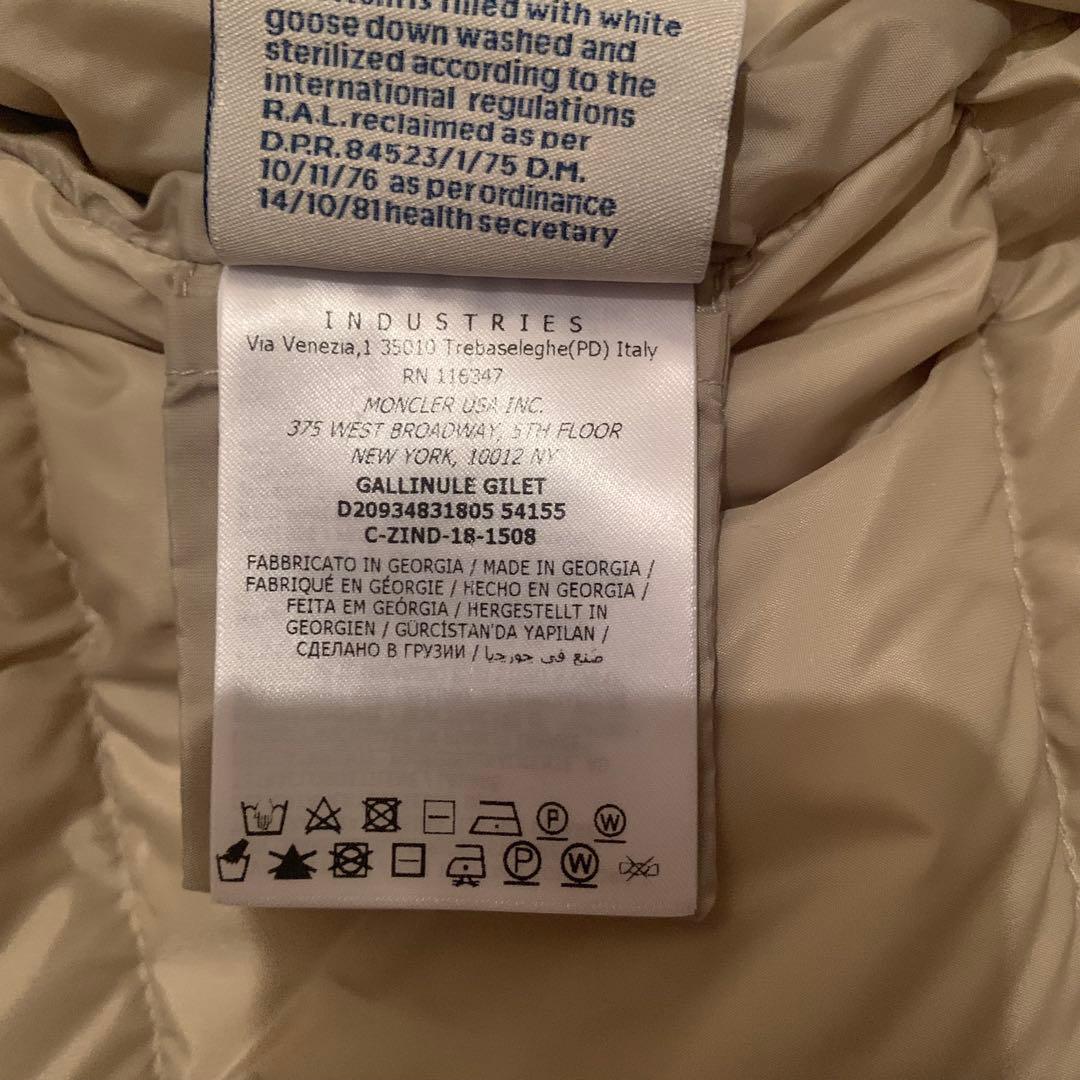 filled with white
goose down washed and
sterilized according to the
international regulations
R.A.L. reclaimed as per
D.P.R. 84523/1/75 D.M.
10/11/76 as per ordinance
14/10/81 health secretary
INDUSTRIES
Via Venezia,1 35010 Trebaseleghe(PD) Italy
RN 116347
MONCLER USA INC.
375 WEST BROADWAY, 5TH FLOOR
NEW YORK, 10012 NY
GALLINULE GILET
D20934831805 54155
C-ZIND-18-1508
FABBRICATO IN GEORGIA / MADE IN GEORGIA /
FABRIQUÉ EN GÉORGIE / HECHO EN GEORGIA /
FEITA EM GEÓRGIA / HERGESTELLT IN
GEORGIEN / GÜRCİSTAN'DA YAPILAN /
СДЕЛАНО В ГРУЗИИ / صنع في جورجيا
P W
P W